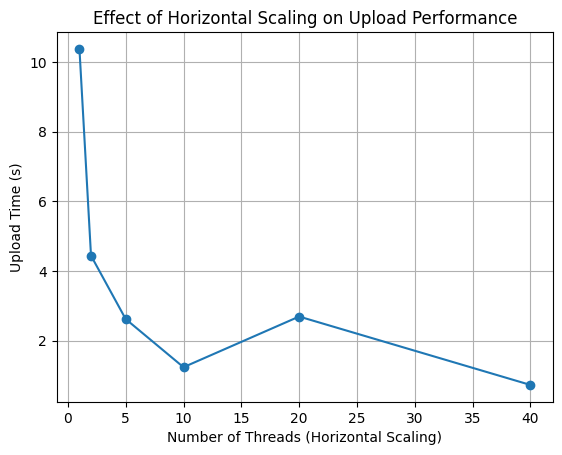 Effect of Horizontal Scaling on Upload Performance
10
8
6
4
2
Upload Time (s)
0 5 10 15 20 25 30 35 40
Number of Threads (Horizontal Scaling)